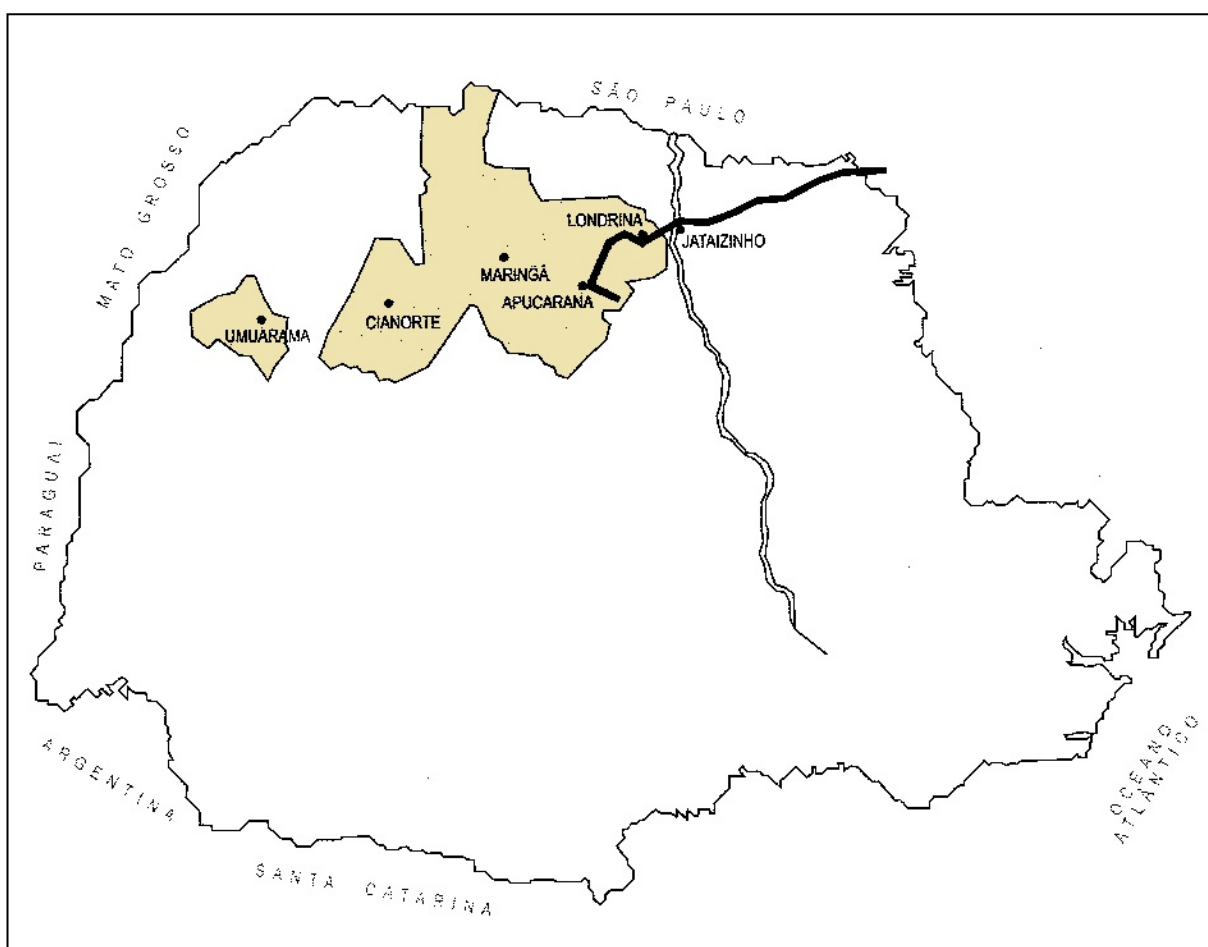 SÃO PAULO
MATO GROSSO
LONDRINA
JATAIZINHO
MARINGÁ
APUCARANA
CIANORTE
UMUARAMA
PARAGUAI
ARGENTINA
OCEANO
ATLÂNTICO
SANTA CATARINA